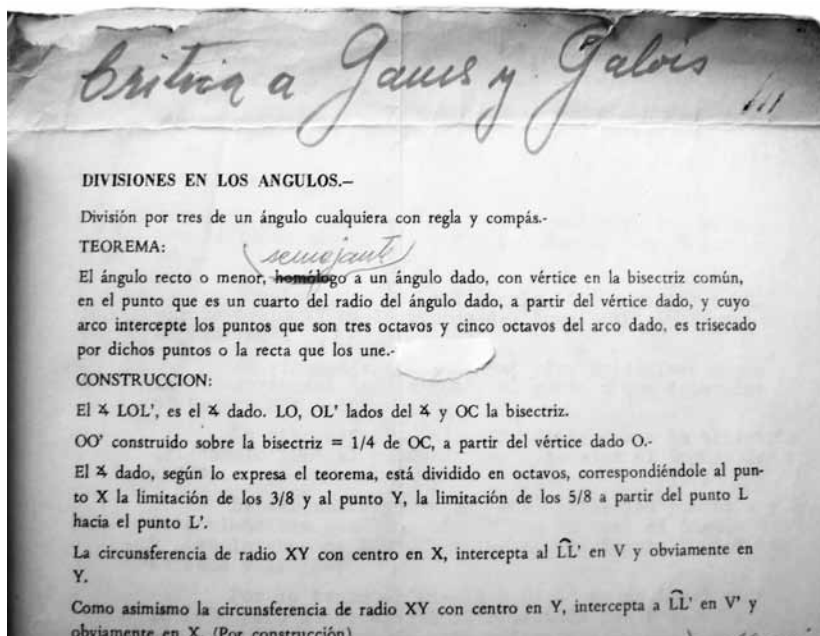 Critica a Gauss y Galois
DIVISIONES EN LOS ANGULOS.—
División por tres de un ángulo cualquiera con regla y compás.-
TEOREMA:
semejante
El ángulo recto o menor, homólogo a un ángulo dado, con vértice en la bisectriz común,
en el punto que es un cuarto del radio del ángulo dado, a partir del vértice dado, y cuyo
arco intercepte los puntos que son tres octavos y cinco octavos del arco dado, es trisecado
por dichos puntos o la recta que los une.-
CONSTRUCCION:
El ∡ LOL', es el ∡ dado. LO, OL' lados del ∡ y OC la bisectriz.
OO' construido sobre la bisectriz = 1/4 de OC, a partir del vértice dado O.-
El ∡ dado, según lo expresa el teorema, está dividido en octavos, correspondiéndole al pun-
to X la limitación de los 3/8 y al punto Y, la limitación de los 5/8 a partir del punto L
hacia el punto L'.
La circunsferencia de radio XY con centro en X, intercepta al L͡L' en V y obviamente en
Y.
Como asimismo la circunsferencia de radio XY con centro en Y, intercepta a L͡L' en V' y
obviamente en X. (Por construcción)